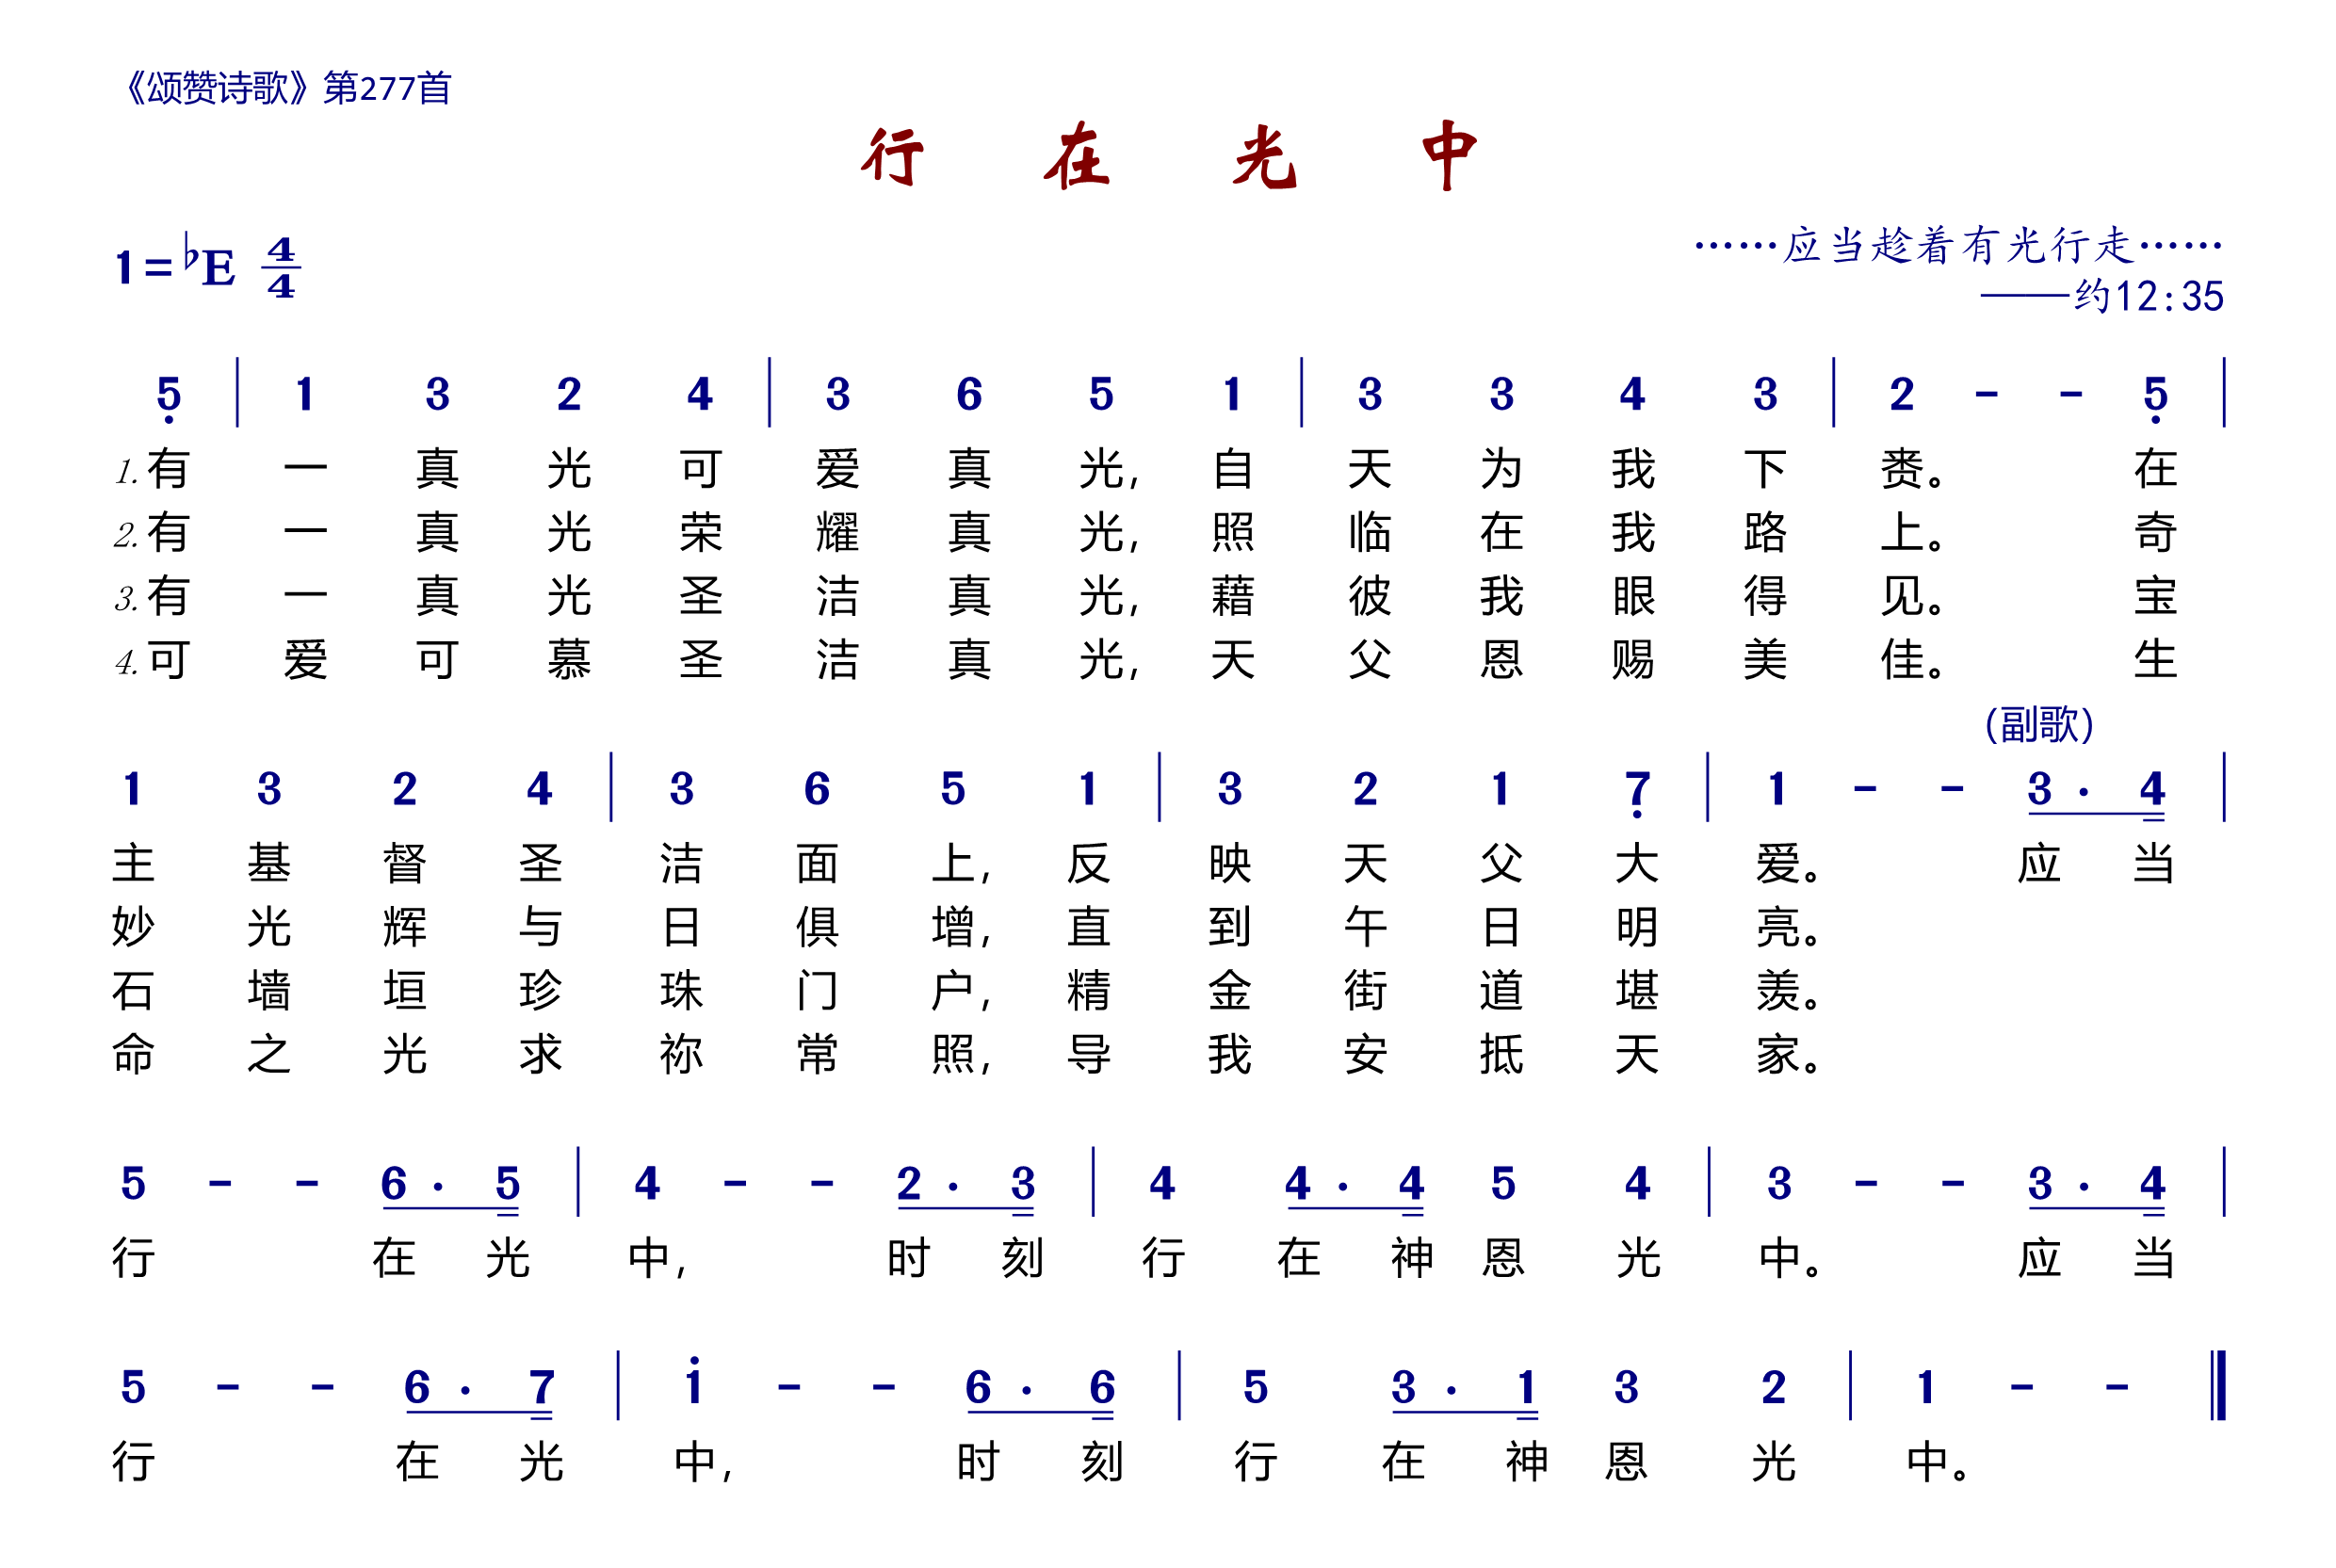 《颂赞诗歌》第277首
行 在 光 中
1=♭E 4/4
……应当趁着有光行走……
——约12:35
5̣ | 1 3 2 4 | 3 6 5 1 | 3 3 4 3 | 2 - - 5̣ |
1.有 一 真 光 可 爱 真 光, 自 天 为 我 下 赉。 在
2.有 一 真 光 荣 耀 真 光, 照 临 在 我 路 上。 奇
3.有 一 真 光 圣 洁 真 光, 藉 彼 我 眼 得 见。 宝
4.可 爱 可 慕 圣 洁 真 光, 天 父 恩 赐 美 佳。 生
(副歌)
1 3 2 4 | 3 6 5 1 | 3 2 1 7̣ | 1 - - 3 · 4 |
主 基 督 圣 洁 面 上, 反 映 天 父 大 爱。 应 当
妙 光 辉 与 日 俱 增, 直 到 午 日 明 亮。
石 墙 垣 珍 珠 门 户, 精 金 街 道 堪 羡。
命 之 光 求 祢 常 照, 导 我 安 抵 天 家。
5 - - 6 · 5 | 4 - - 2 · 3 | 4 4 · 4 5 4 | 3 - - 3 · 4 |
行 在 光 中, 时 刻 行 在 神 恩 光 中。 应 当
5 - - 6 · 7 | 1̇ - - 6 · 6 | 5 3 · 1 3 2 | 1 - - ‖
行 在 光 中, 时 刻 行 在 神 恩 光 中。